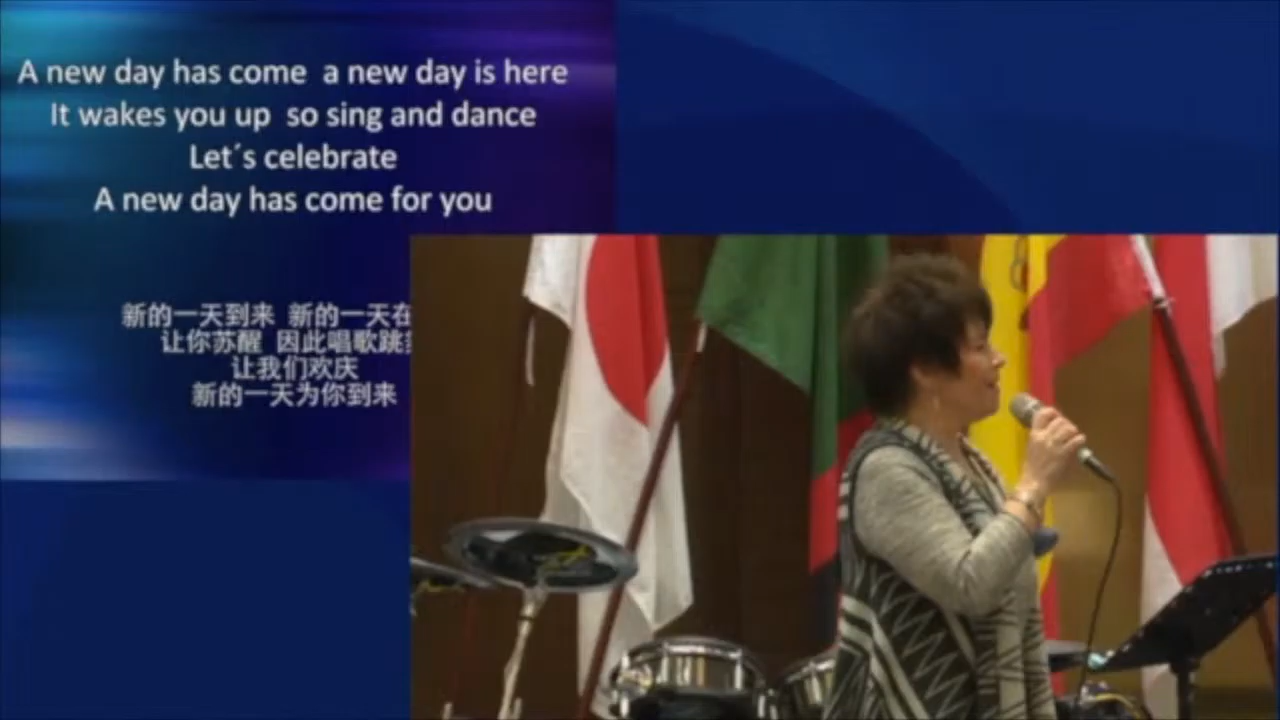 A new day has come a new day is here
It wakes you up so sing and dance
Let´s celebrate
A new day has come for you
新的一天到来 新的一天在
让你苏醒 因此唱歌跳
让我们欢庆
新的一天为你到来